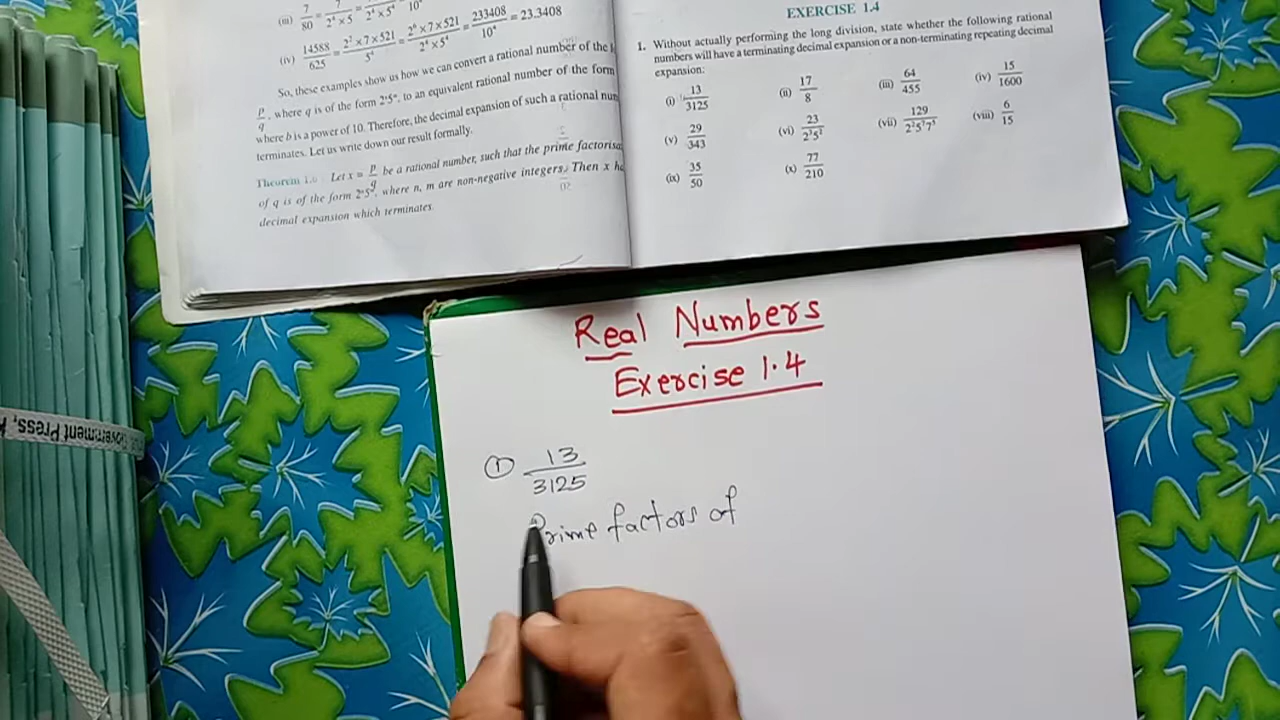 (iii) 7/80 = 7/2⁴×5 = 2⁴×5⁴ 10⁴
(iv) 14588/625 = 2²×7×521/5⁴ = 2⁶×7×521/2⁴×5⁴ = 233408/10⁴ = 23.3408
So, these examples show us how we can convert a rational number of the
p/q, where q is of the form 2ⁿ5ᵐ, to an equivalent rational number of the form
where b is a power of 10. Therefore, the decimal expansion of such a rational
terminates. Let us write down our result formally.
Theorem 1.6 : Let x = p/q be a rational number, such that the prime
of q is of the form 2ⁿ5ᵐ, where n, m are non-negative integers. Then x
decimal expansion which terminates.
EXERCISE 1.4
1. Without actually performing the long division, state whether the following rational
numbers will have a terminating decimal expansion or a non-terminating repeating decimal
expansion:
(i) 13/3125 (ii) 17/8 (iii) 64/455 (iv) 15/1600
(v) 29/343 (vi) 23/2³5² (vii) 129/2²5⁷7⁵ (viii) 6/15
(ix) 35/50 (x) 77/210
Government Press,
Real Numbers
Exercise 1.4
① 13/3125
Prime factors of